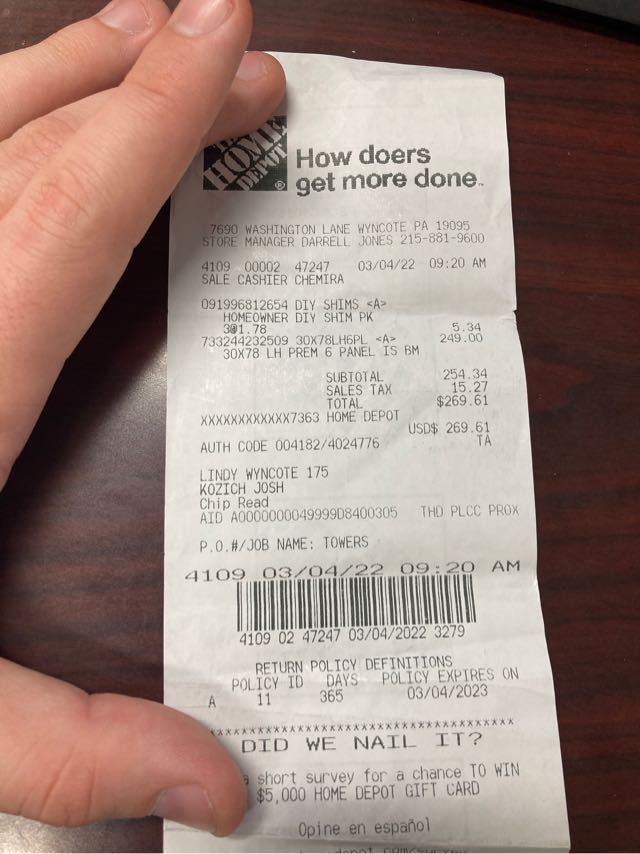 THE
HOME
DEPOT
®
How doers
get more done™
7690 WASHINGTON LANE WYNCOTE PA 19095
STORE MANAGER DARRELL JONES 215-881-9600
4109 00002 47247 03/04/22 09:20 AM
SALE CASHIER CHEMIRA
091996812654 DIY SHIMS <A>
HOMEOWNER DIY SHIM PK
3@1.78 5.34
733244232509 30X78LH6PL <A> 249.00
30X78 LH PREM 6 PANEL IS BM
SUBTOTAL 254.34
SALES TAX 15.27
TOTAL $269.61
XXXXXXXXXXXX7363 HOME DEPOT
USD$ 269.61
AUTH CODE 004182/4024776 TA
LINDY WYNCOTE 175
KOZICH JOSH
Chip Read
AID A0000000049999D8400305 THD PLCC PROX
P.O.#/JOB NAME: TOWERS
4109 03/04/22 09:20 AM
4109 02 47247 03/04/2022 3279
RETURN POLICY DEFINITIONS
POLICY ID DAYS POLICY EXPIRES ON
A 11 365 03/04/2023
DID WE NAIL IT?
a short survey for a chance TO WIN
$5,000 HOME DEPOT GIFT CARD
Opine en español